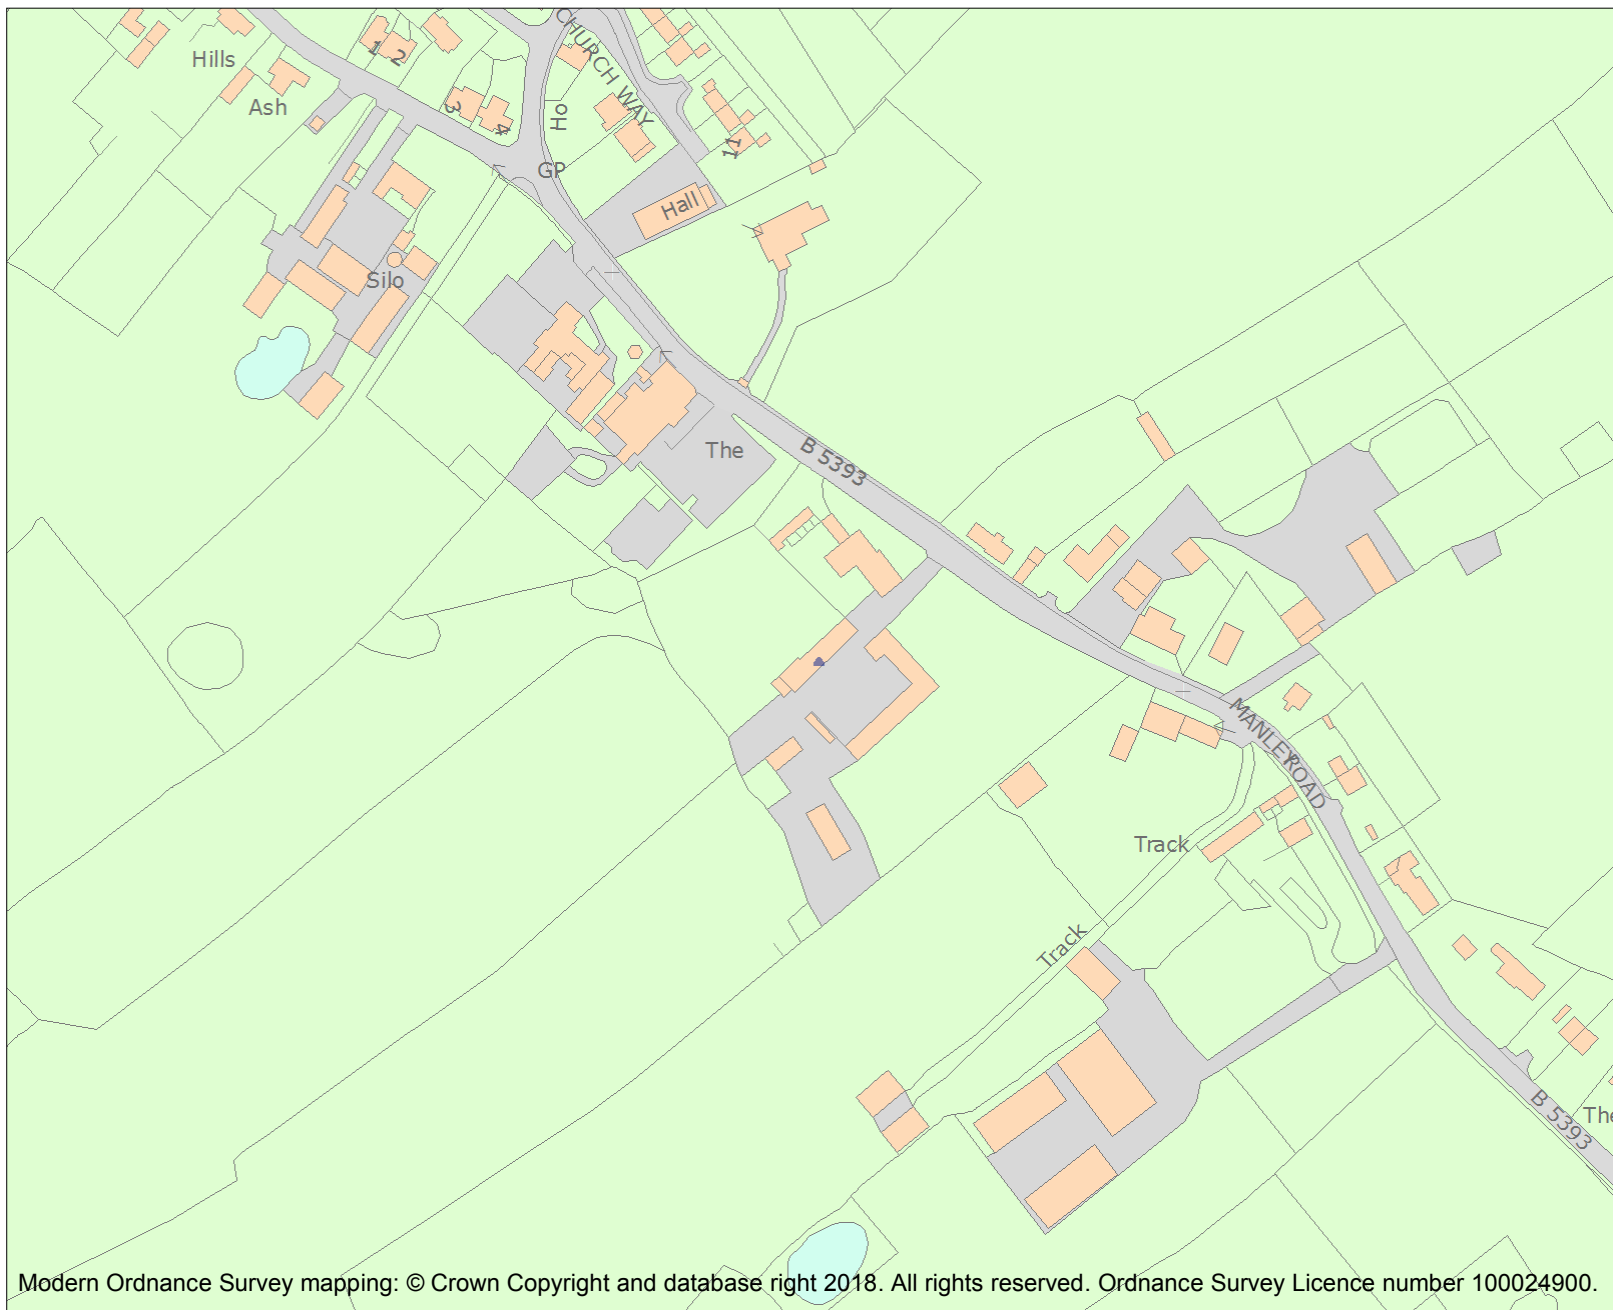 CHURCH WAY
Hills
1
2
Ash
3
4
Ho
11
GP
Hall
Silo
The
B 5393
MANLEY ROAD
Track
Track
B 5393
The
Modern Ordnance Survey mapping: © Crown Copyright and database right 2018. All rights reserved. Ordnance Survey Licence number 100024900.